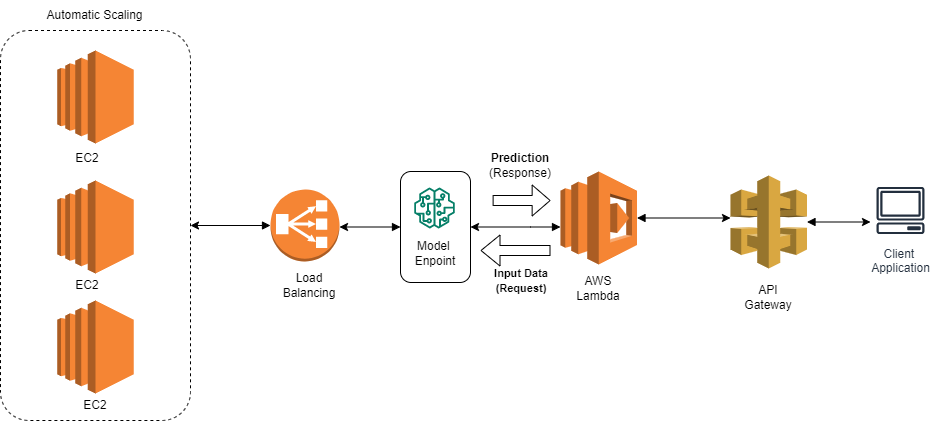 Automatic Scaling
EC2
EC2
EC2
Load
Balancing
Model
Enpoint
Prediction
(Response)
Input Data
(Request)
AWS
Lambda
API
Gateway
Client
Application